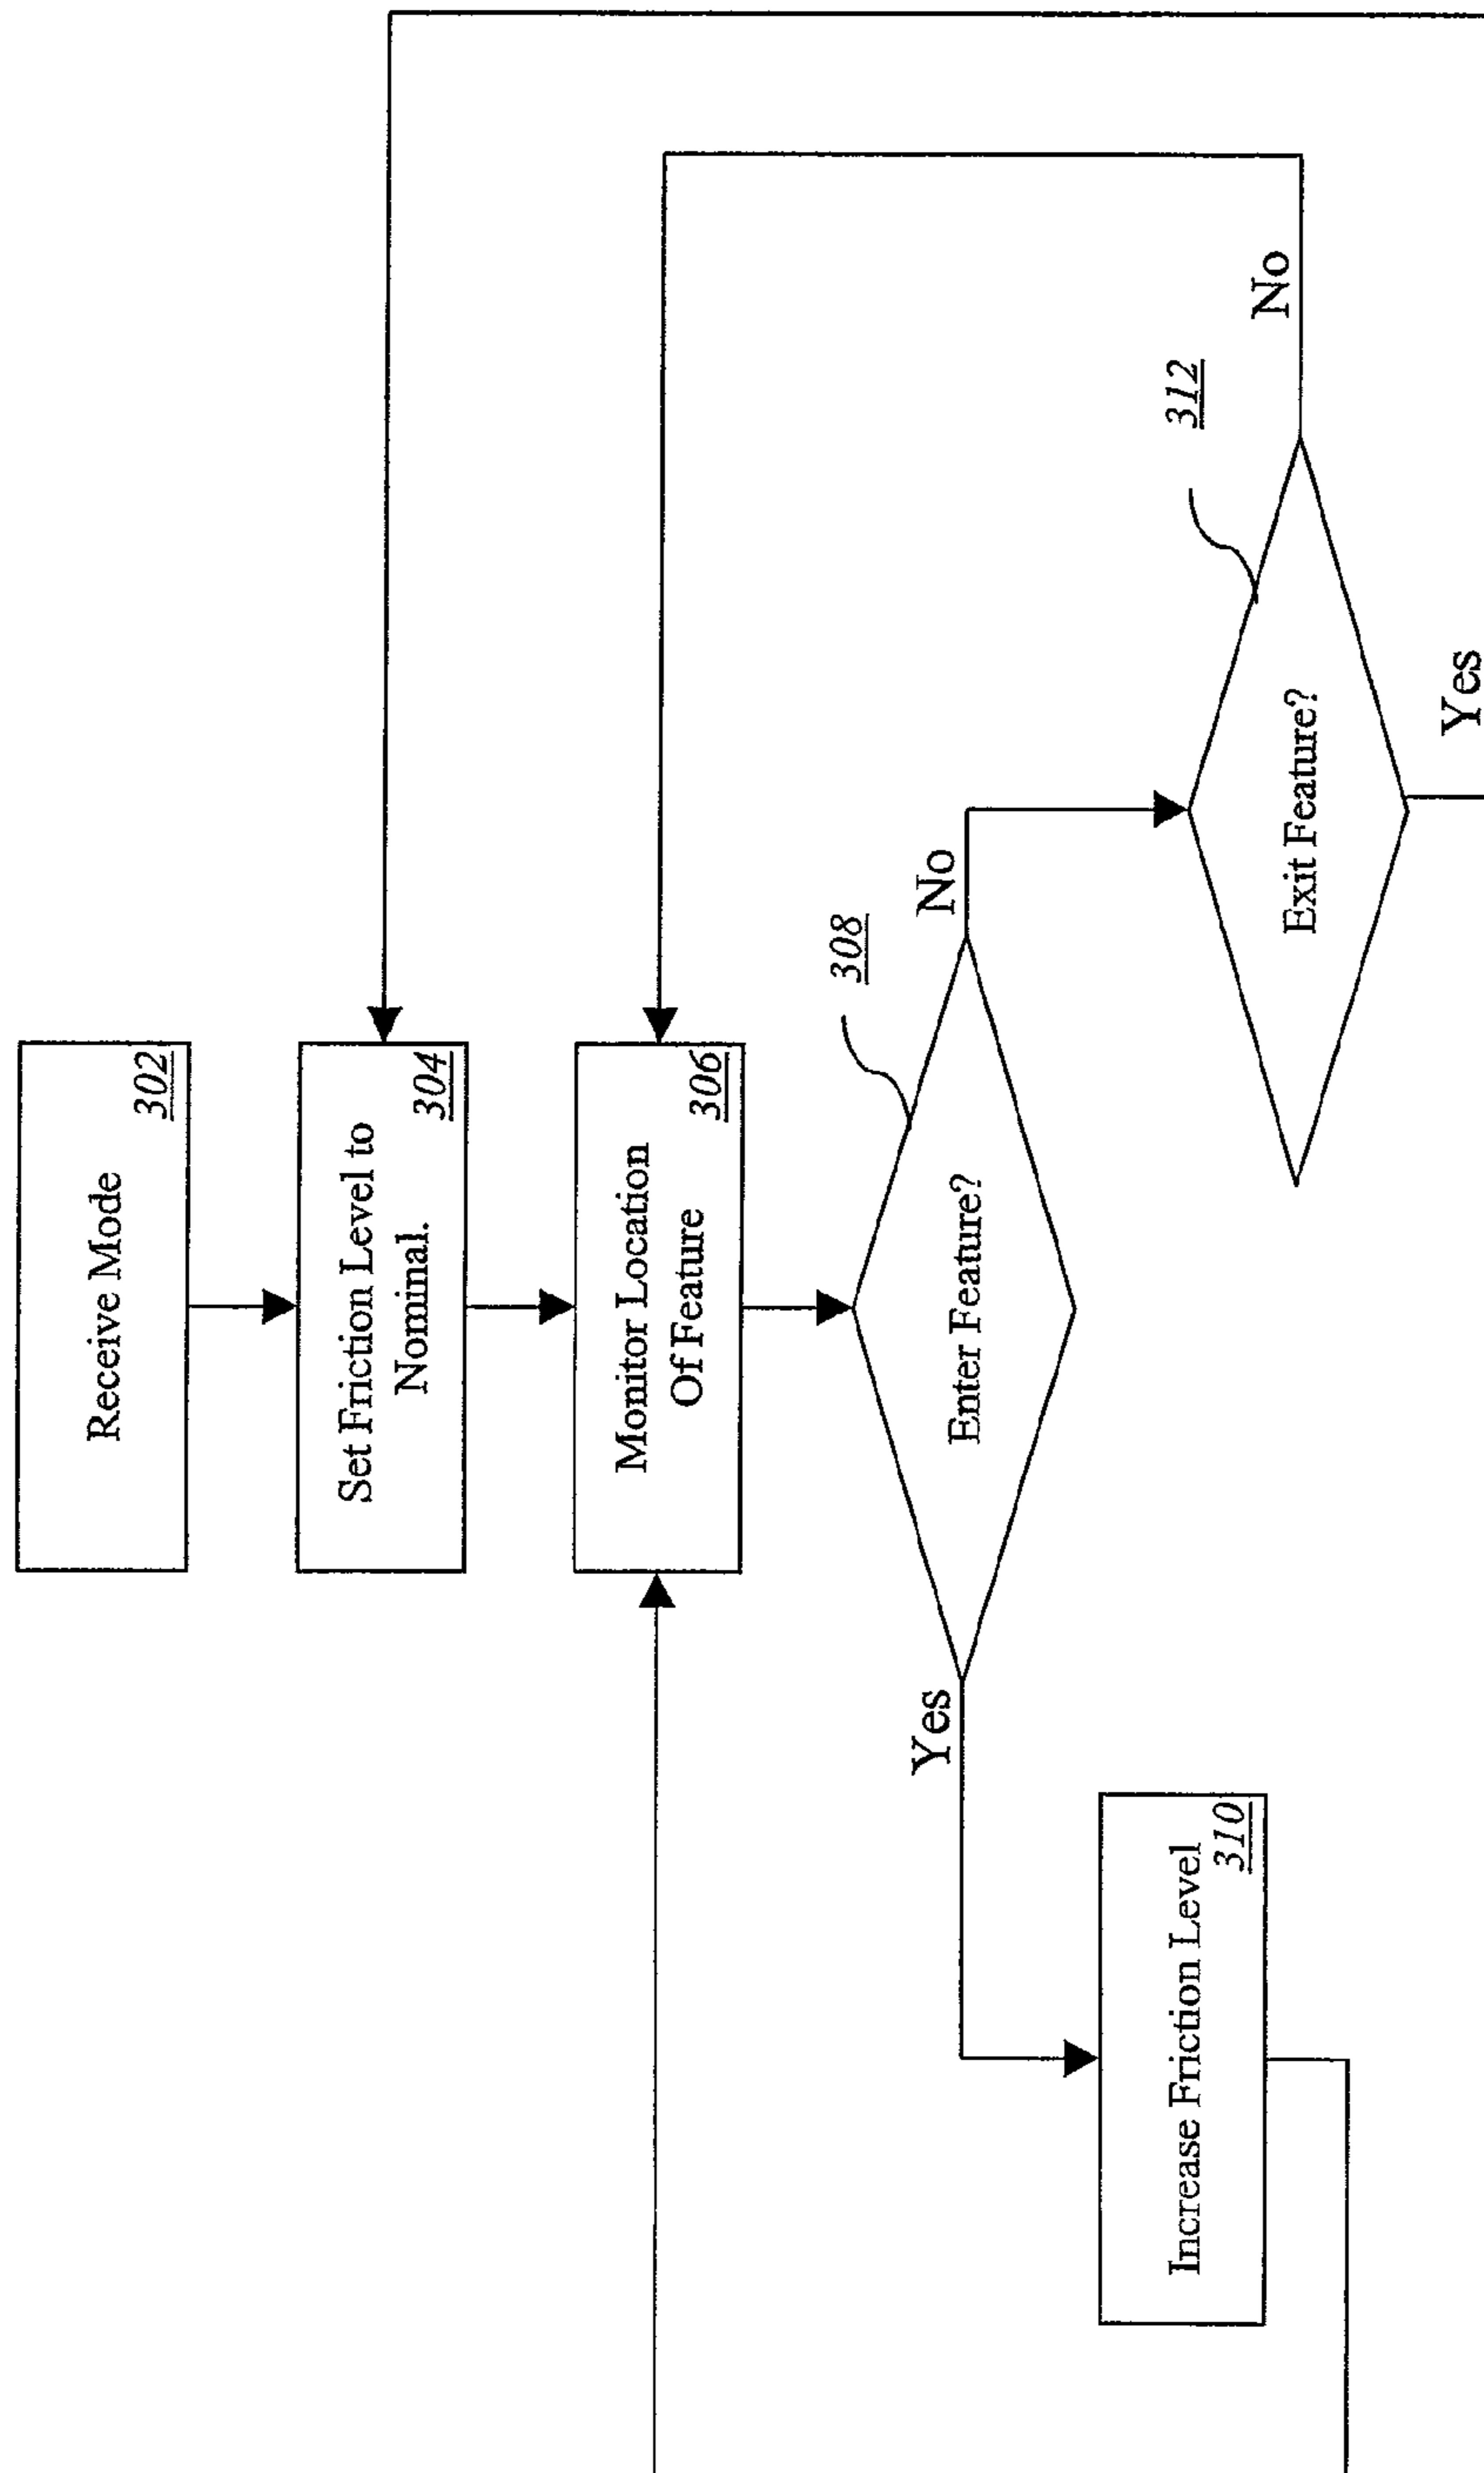 Receive Mode
302
Set Friction Level to
Nominal.
304
Monitor Location
Of Feature
306
308
Enter Feature?
Yes
No
312
Increase Friction Level
310
Exit Feature?
No
Yes